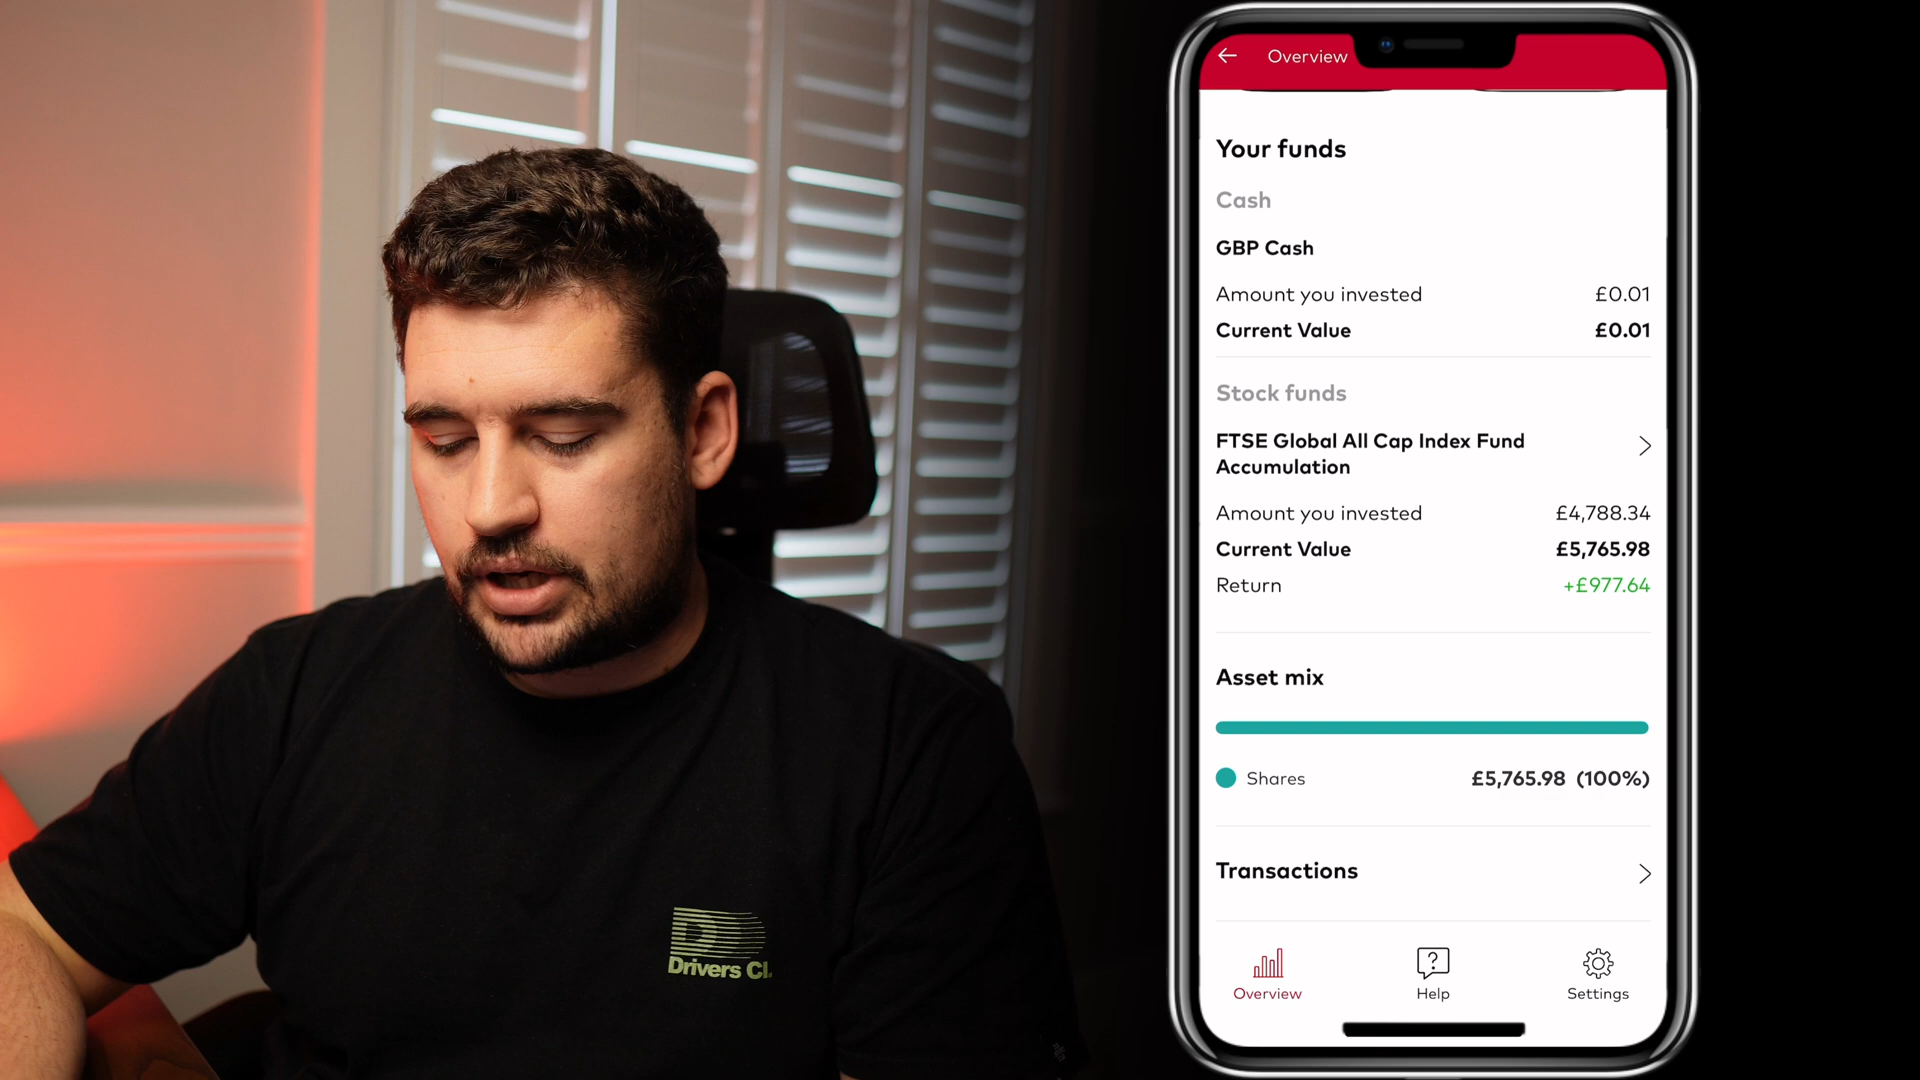 Overview
Your funds
Cash
GBP Cash
Amount you invested £0.01
Current Value £0.01
Stock funds
FTSE Global All Cap Index Fund
Accumulation
Amount you invested £4,788.34
Current Value £5,765.98
Return +£977.64
Asset mix
Shares £5,765.98 (100%)
Transactions
Overview Help Settings
D
Drivers Cl.